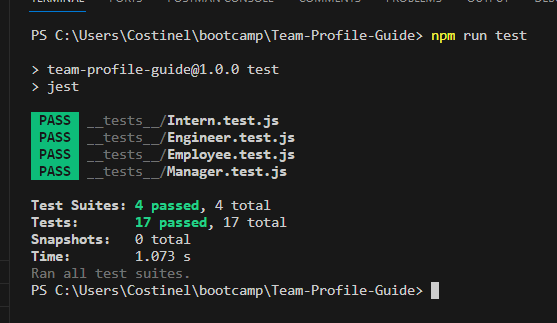 TERMINAL PORTS POSTMAN CONSOLE PROBLEMS OUTPUT
PS C:\Users\Costinel\bootcamp\Team-Profile-Guide> npm run test
> team-profile-guide@1.0.0 test
> jest
PASS __tests__/Intern.test.js
PASS __tests__/Engineer.test.js
PASS __tests__/Employee.test.js
PASS __tests__/Manager.test.js
Test Suites: 4 passed, 4 total
Tests: 17 passed, 17 total
Snapshots: 0 total
Time: 1.073 s
Ran all test suites.
PS C:\Users\Costinel\bootcamp\Team-Profile-Guide>